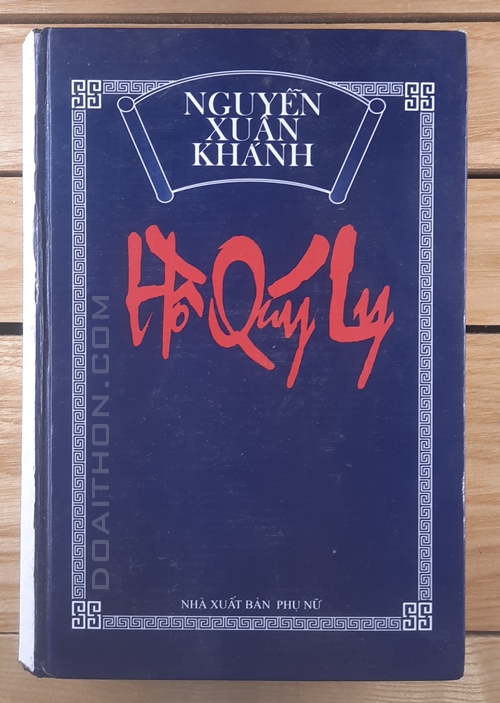 NGUYỄN
XUÂN
KHÁNH
Hồ Quý Ly
DOAITHON.COM
NHÀ XUẤT BẢN PHỤ NỮ